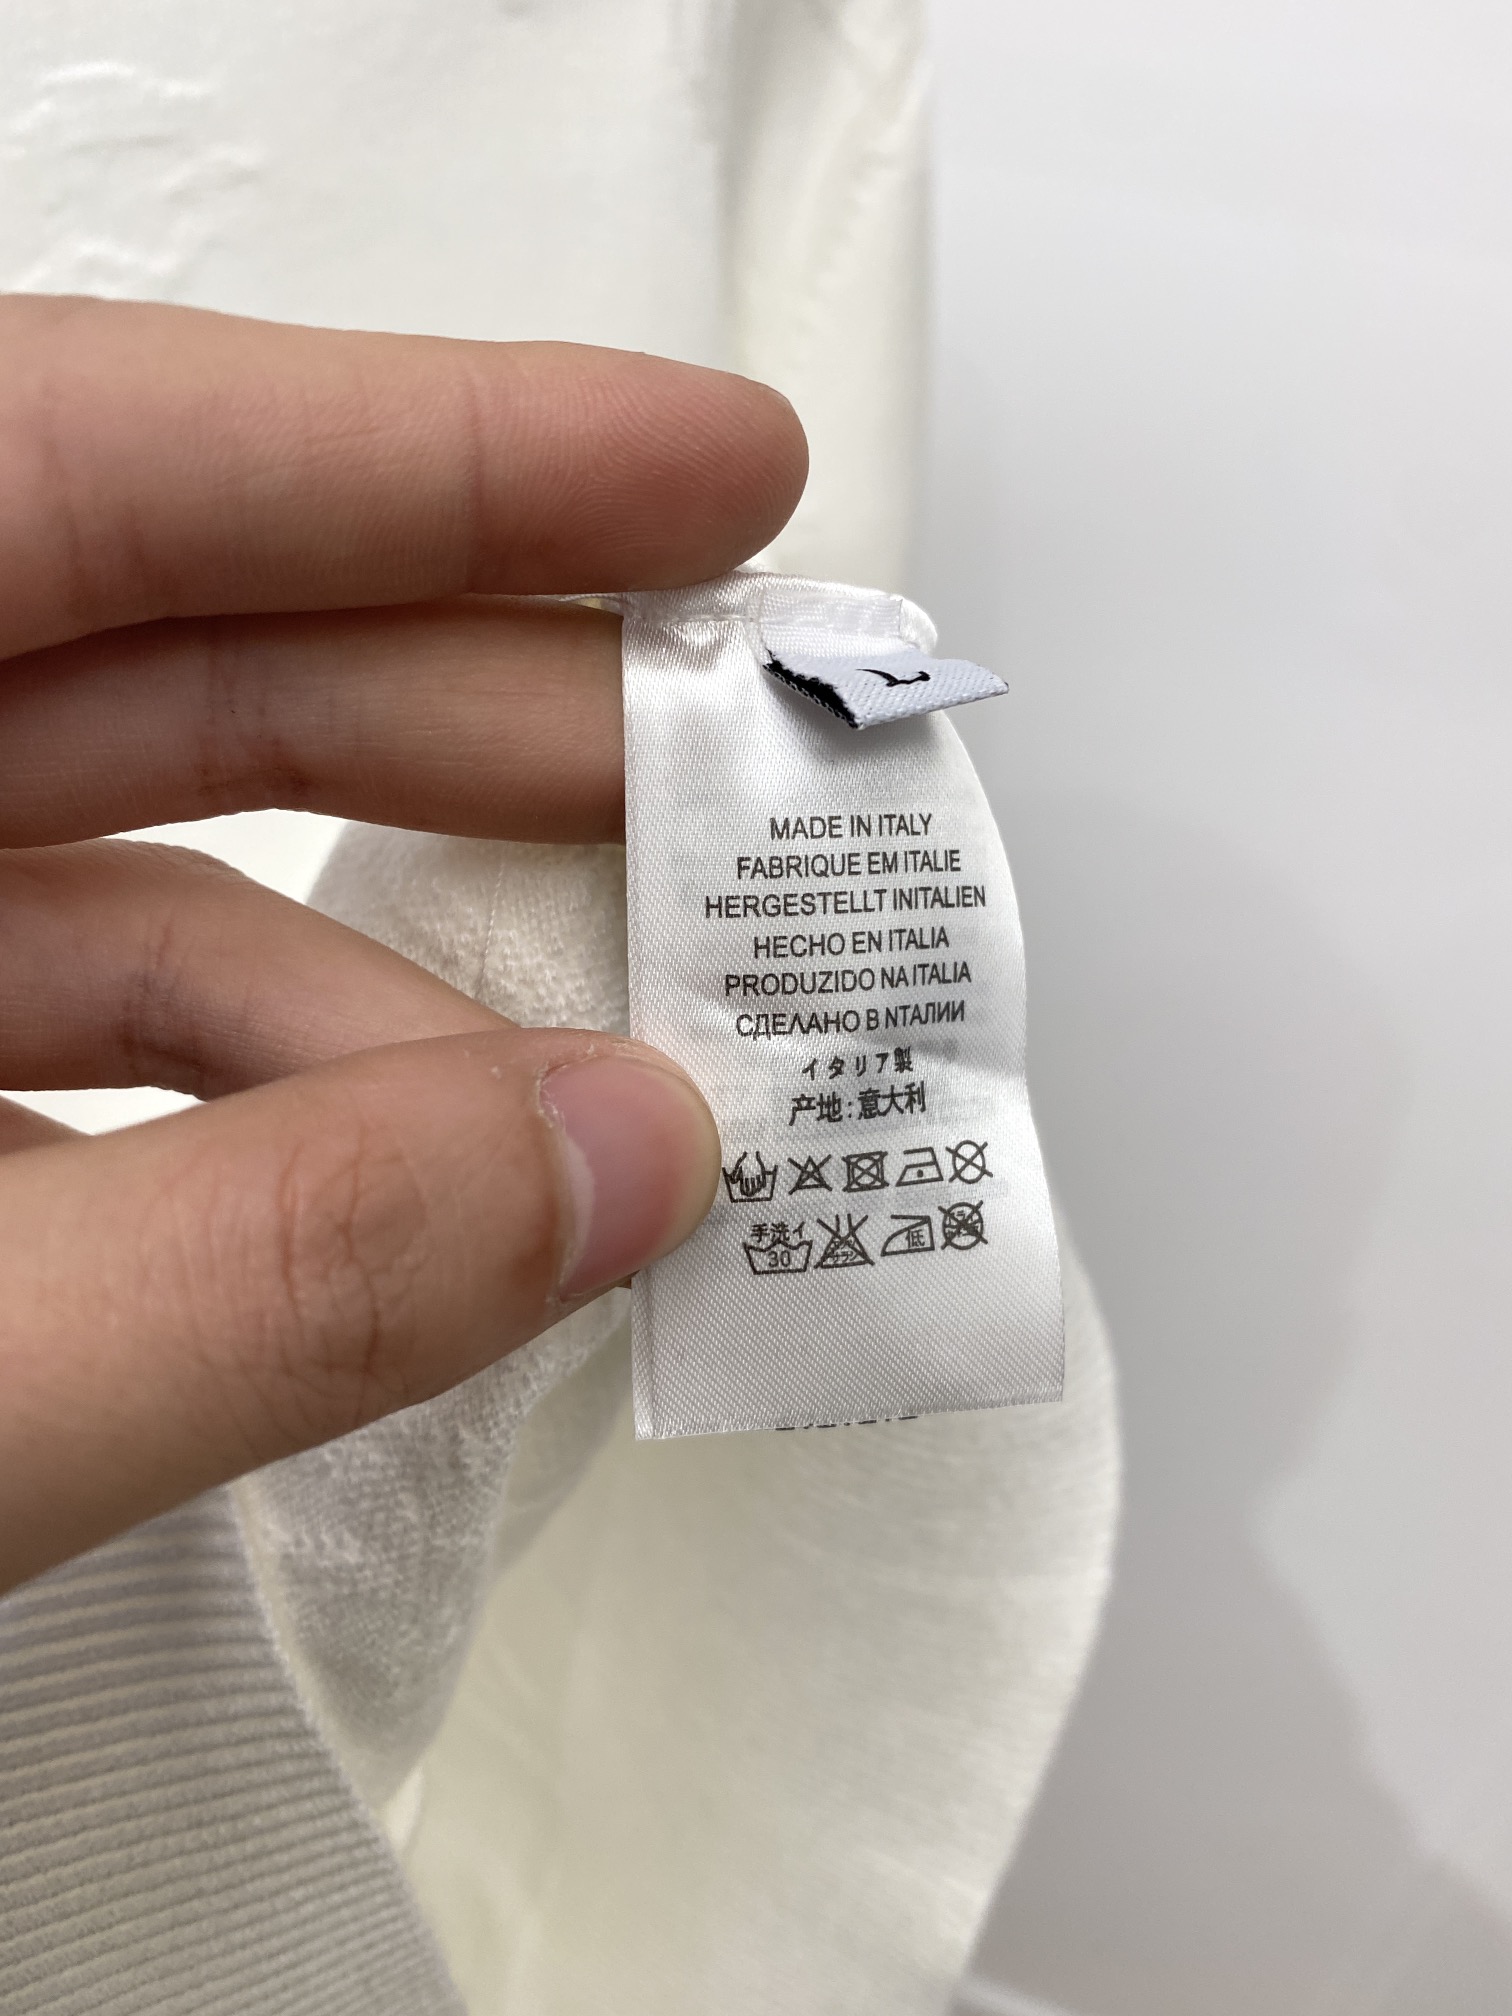 L
MADE IN ITALY
FABRIQUE EM ITALIE
HERGESTELLT INITALIEN
HECHO EN ITALIA
PRODUZIDO NA ITALIA
СДЕЛАНО В NТАЛИИ
イタリア製
产地:意大利
手洗イ
30
低